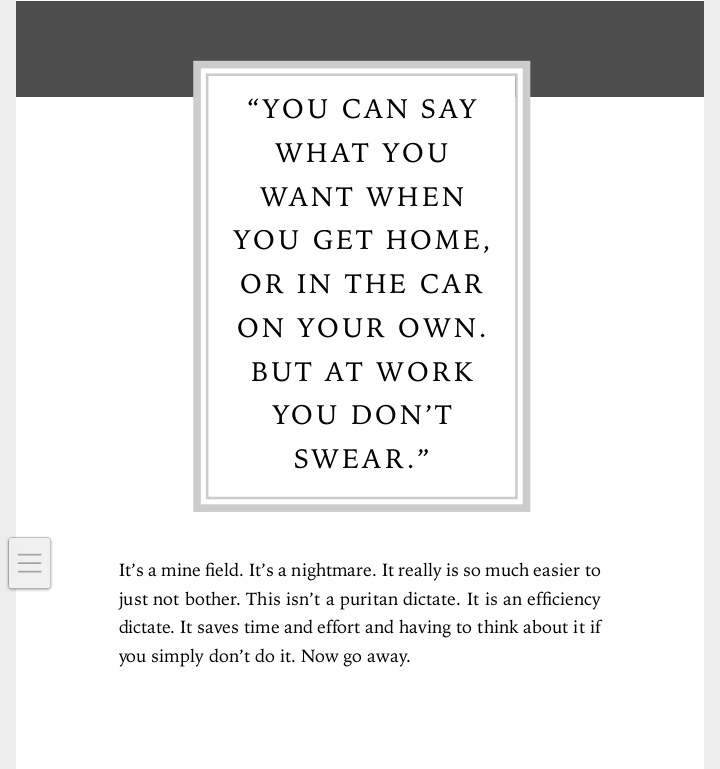 “YOU CAN SAY
WHAT YOU
WANT WHEN
YOU GET HOME,
OR IN THE CAR
ON YOUR OWN.
BUT AT WORK
YOU DON’T
SWEAR.”
It’s a mine field. It’s a nightmare. It really is so much easier to
just not bother. This isn’t a puritan dictate. It is an efficiency
dictate. It saves time and effort and having to think about it if
you simply don’t do it. Now go away.